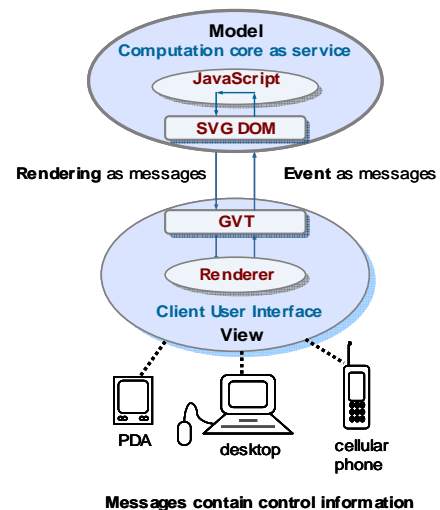 Model
Computation core as service
JavaScript
SVG DOM
Rendering as messages
Event as messages
GVT
Renderer
Client User Interface
View
PDA
desktop
cellular
phone
Messages contain control information